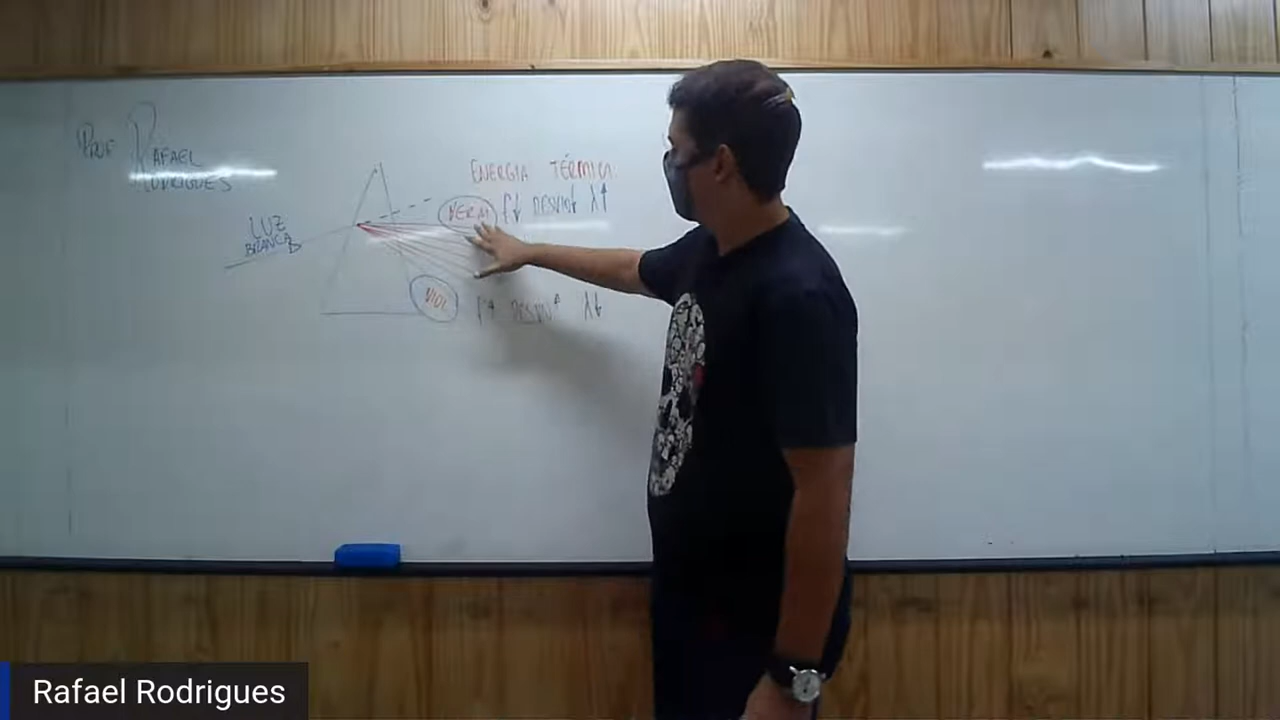 PROF RAFAEL
RODRIGUES
ENERGIA TÉRMICA
LUZ
BRANCA
VERM f↓ DESVIO↓ λ↑
VIOL f↑ DESVIO↑ λ↓
Rafael Rodrigues